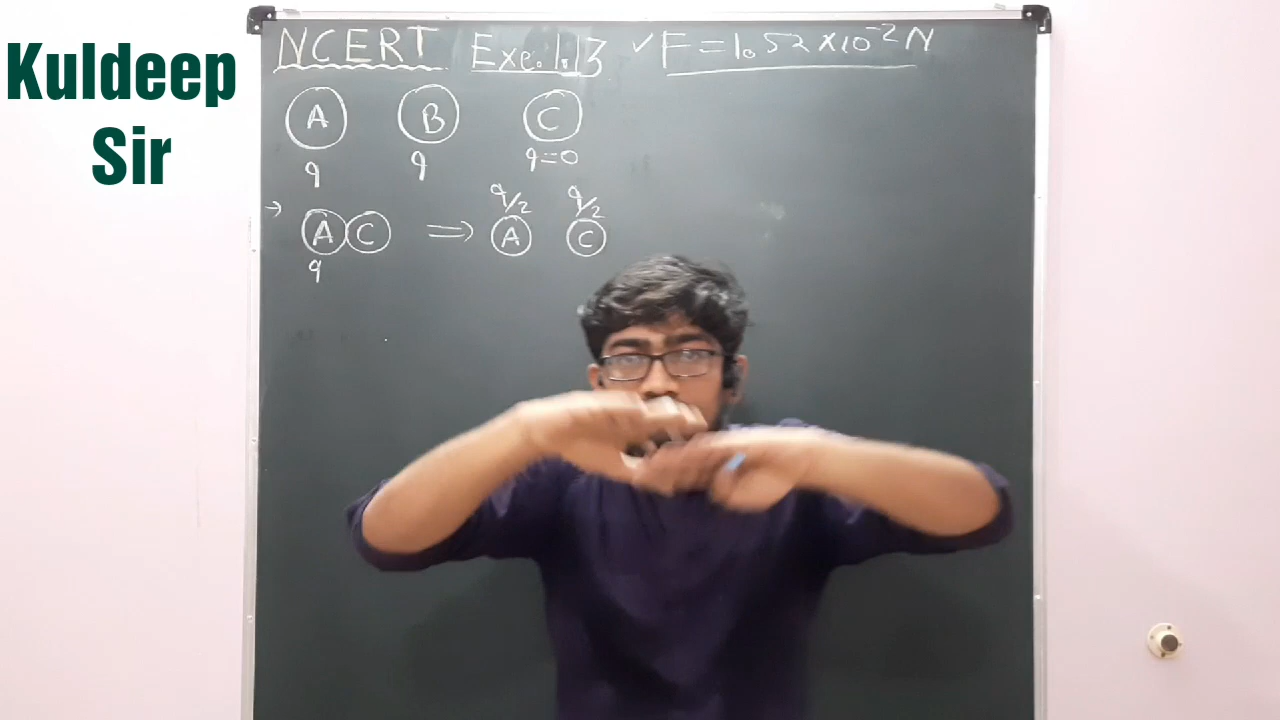 Kuldeep
Sir
NCERT Exe. 1.13 ✓ F = 1.52 × 10⁻² N
A B C
q q q=0
q/2 q/2
→ A C ⇒ A C
q